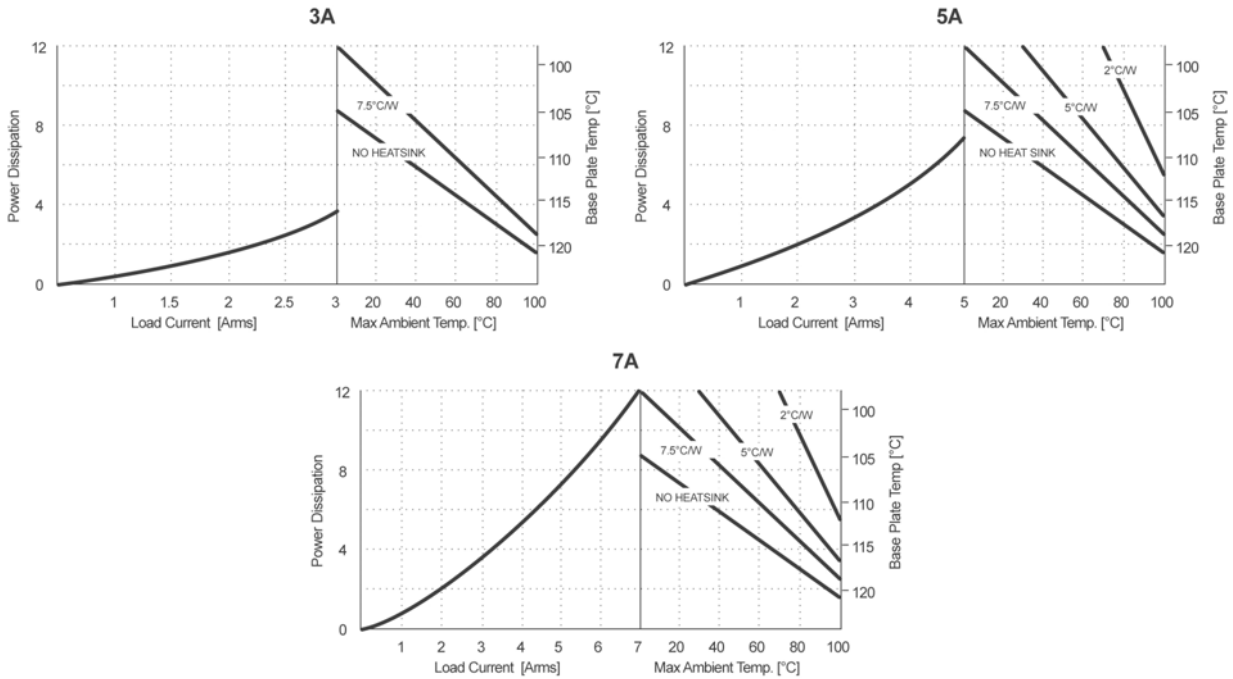 3A
12
8
4
0
Power Dissipation
7.5°C/W
NO HEATSINK
100
105
110
115
120
Base Plate Temp [°C]
1 1.5 2 2.5 3 20 40 60 80 100
Load Current [Arms] Max Ambient Temp. [°C]
5A
12
8
4
0
Power Dissipation
2°C/W
7.5°C/W 5°C/W
NO HEAT SINK
100
105
110
115
120
Base Plate Temp [°C]
1 2 3 4 5 20 40 60 80 100
Load Current [Arms] Max Ambient Temp. [°C]
7A
12
8
4
0
Power Dissipation
2°C/W
7.5°C/W 5°C/W
NO HEATSINK
100
105
110
115
120
Base Plate Temp [°C]
1 2 3 4 5 6 7 20 40 60 80 100
Load Current [Arms] Max Ambient Temp. [°C]